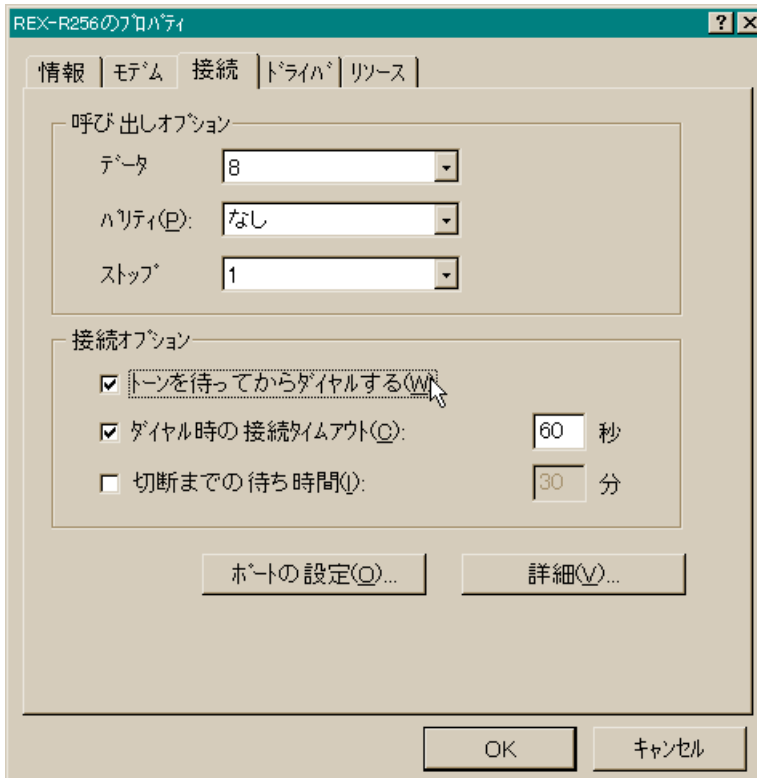 REX-R256のﾌﾟﾛﾊﾟﾃｨ
情報 ﾓﾃﾞﾑ 接続 ﾄﾞﾗｲﾊﾞ ﾘｿｰｽ
呼び出しｵﾌﾟｼｮﾝ
ﾃﾞｰﾀ 8
ﾊﾟﾘﾃｨ(P): なし
ｽﾄｯﾌﾟ 1
接続ｵﾌﾟｼｮﾝ
ﾄｰﾝを待ってからﾀﾞｲﾔﾙする(W)
ﾀﾞｲﾔﾙ時の接続ﾀｲﾑｱｳﾄ(C): 60 秒
切断までの待ち時間(I): 30 分
ﾎﾟｰﾄの設定(O)... 詳細(V)...
OK ｷｬﾝｾﾙ